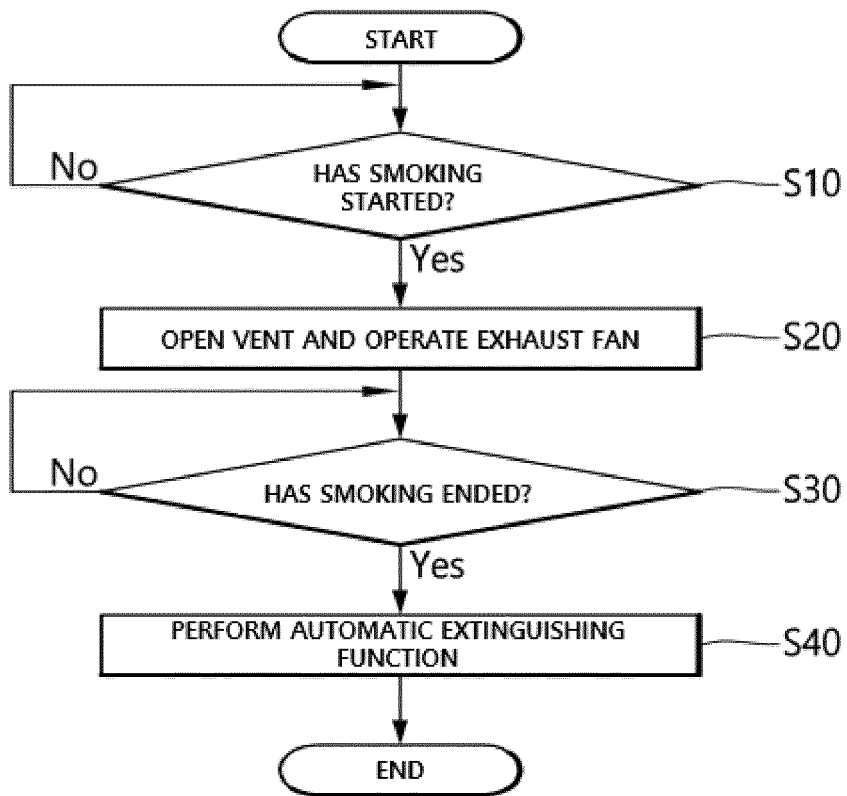 START
No
HAS SMOKING
STARTED?
S10
Yes
OPEN VENT AND OPERATE EXHAUST FAN
S20
No
HAS SMOKING ENDED?
S30
Yes
PERFORM AUTOMATIC EXTINGUISHING
FUNCTION
S40
END